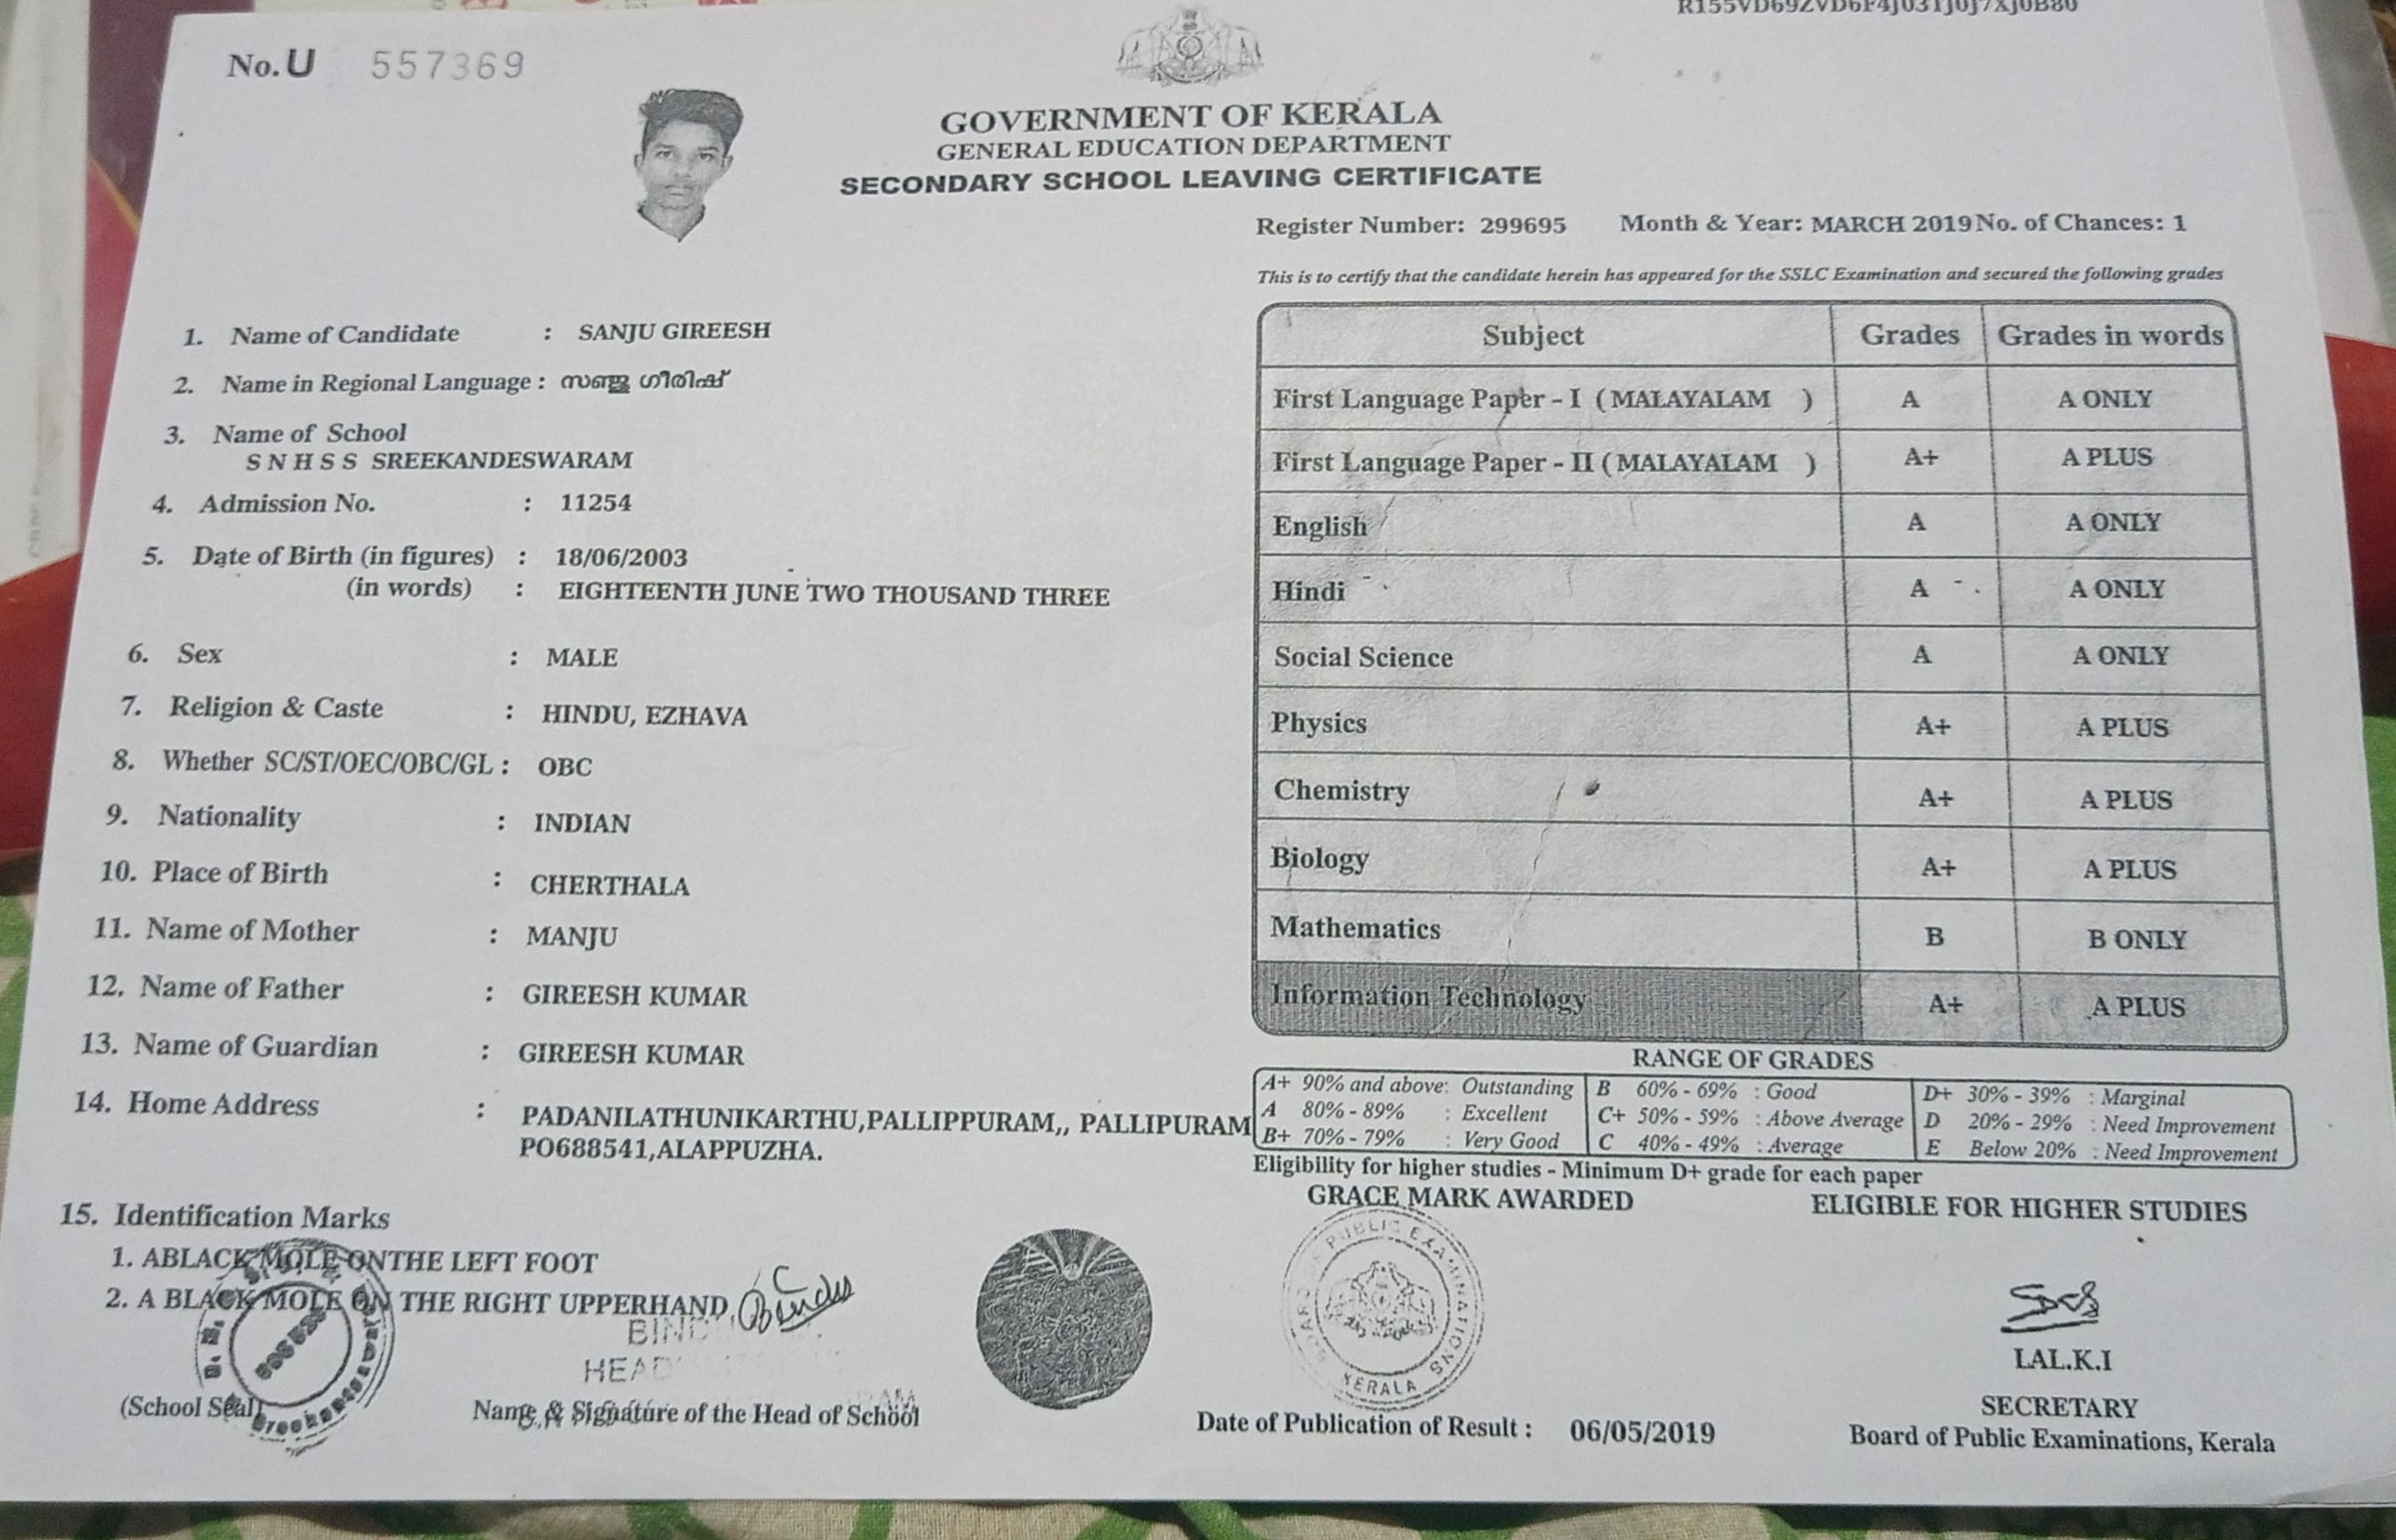 No. U 557369
GOVERNMENT OF KERALA
GENERAL EDUCATION DEPARTMENT
SECONDARY SCHOOL LEAVING CERTIFICATE
Register Number: 299695 Month & Year: MARCH 2019 No. of Chances: 1
This is to certify that the candidate herein has appeared for the SSLC Examination and secured the following grades
1. Name of Candidate : SANJU GIREESH
2. Name in Regional Language : സഞ്ജു ഗിരീഷ്
3. Name of School
S N H S S SREEKANDESWARAM
4. Admission No. : 11254
5. Date of Birth (in figures) : 18/06/2003
(in words) : EIGHTEENTH JUNE TWO THOUSAND THREE
6. Sex : MALE
7. Religion & Caste : HINDU, EZHAVA
8. Whether SC/ST/OEC/OBC/GL : OBC
9. Nationality : INDIAN
10. Place of Birth : CHERTHALA
11. Name of Mother : MANJU
12. Name of Father : GIREESH KUMAR
13. Name of Guardian : GIREESH KUMAR
14. Home Address : PADANILATHUNIKARTHU,PALLIPPURAM,, PALLIPURAM
PO688541,ALAPPUZHA.
15. Identification Marks
1. ABLACK MOLE ONTHE LEFT FOOT
2. A BLACK MOLE ON THE RIGHT UPPERHAND
(School Seal)
Name & Signature of the Head of School
Subject Grades Grades in words
First Language Paper - I ( MALAYALAM ) A A ONLY
First Language Paper - II ( MALAYALAM ) A+ A PLUS
English A A ONLY
Hindi A A ONLY
Social Science A A ONLY
Physics A+ A PLUS
Chemistry A+ A PLUS
Biology A+ A PLUS
Mathematics B B ONLY
Information Technology A+ A PLUS
RANGE OF GRADES
A+ 90% and above: Outstanding B 60% - 69% : Good D+ 30% - 39% : Marginal
A 80% - 89% : Excellent C+ 50% - 59% : Above Average D 20% - 29% : Need Improvement
B+ 70% - 79% : Very Good C 40% - 49% : Average E Below 20% : Need Improvement
Eligibility for higher studies - Minimum D+ grade for each paper
GRACE MARK AWARDED ELIGIBLE FOR HIGHER STUDIES
PUBLIC EXAMINATIONS
KERALA
LAL.K.I
SECRETARY
Board of Public Examinations, Kerala
Date of Publication of Result : 06/05/2019